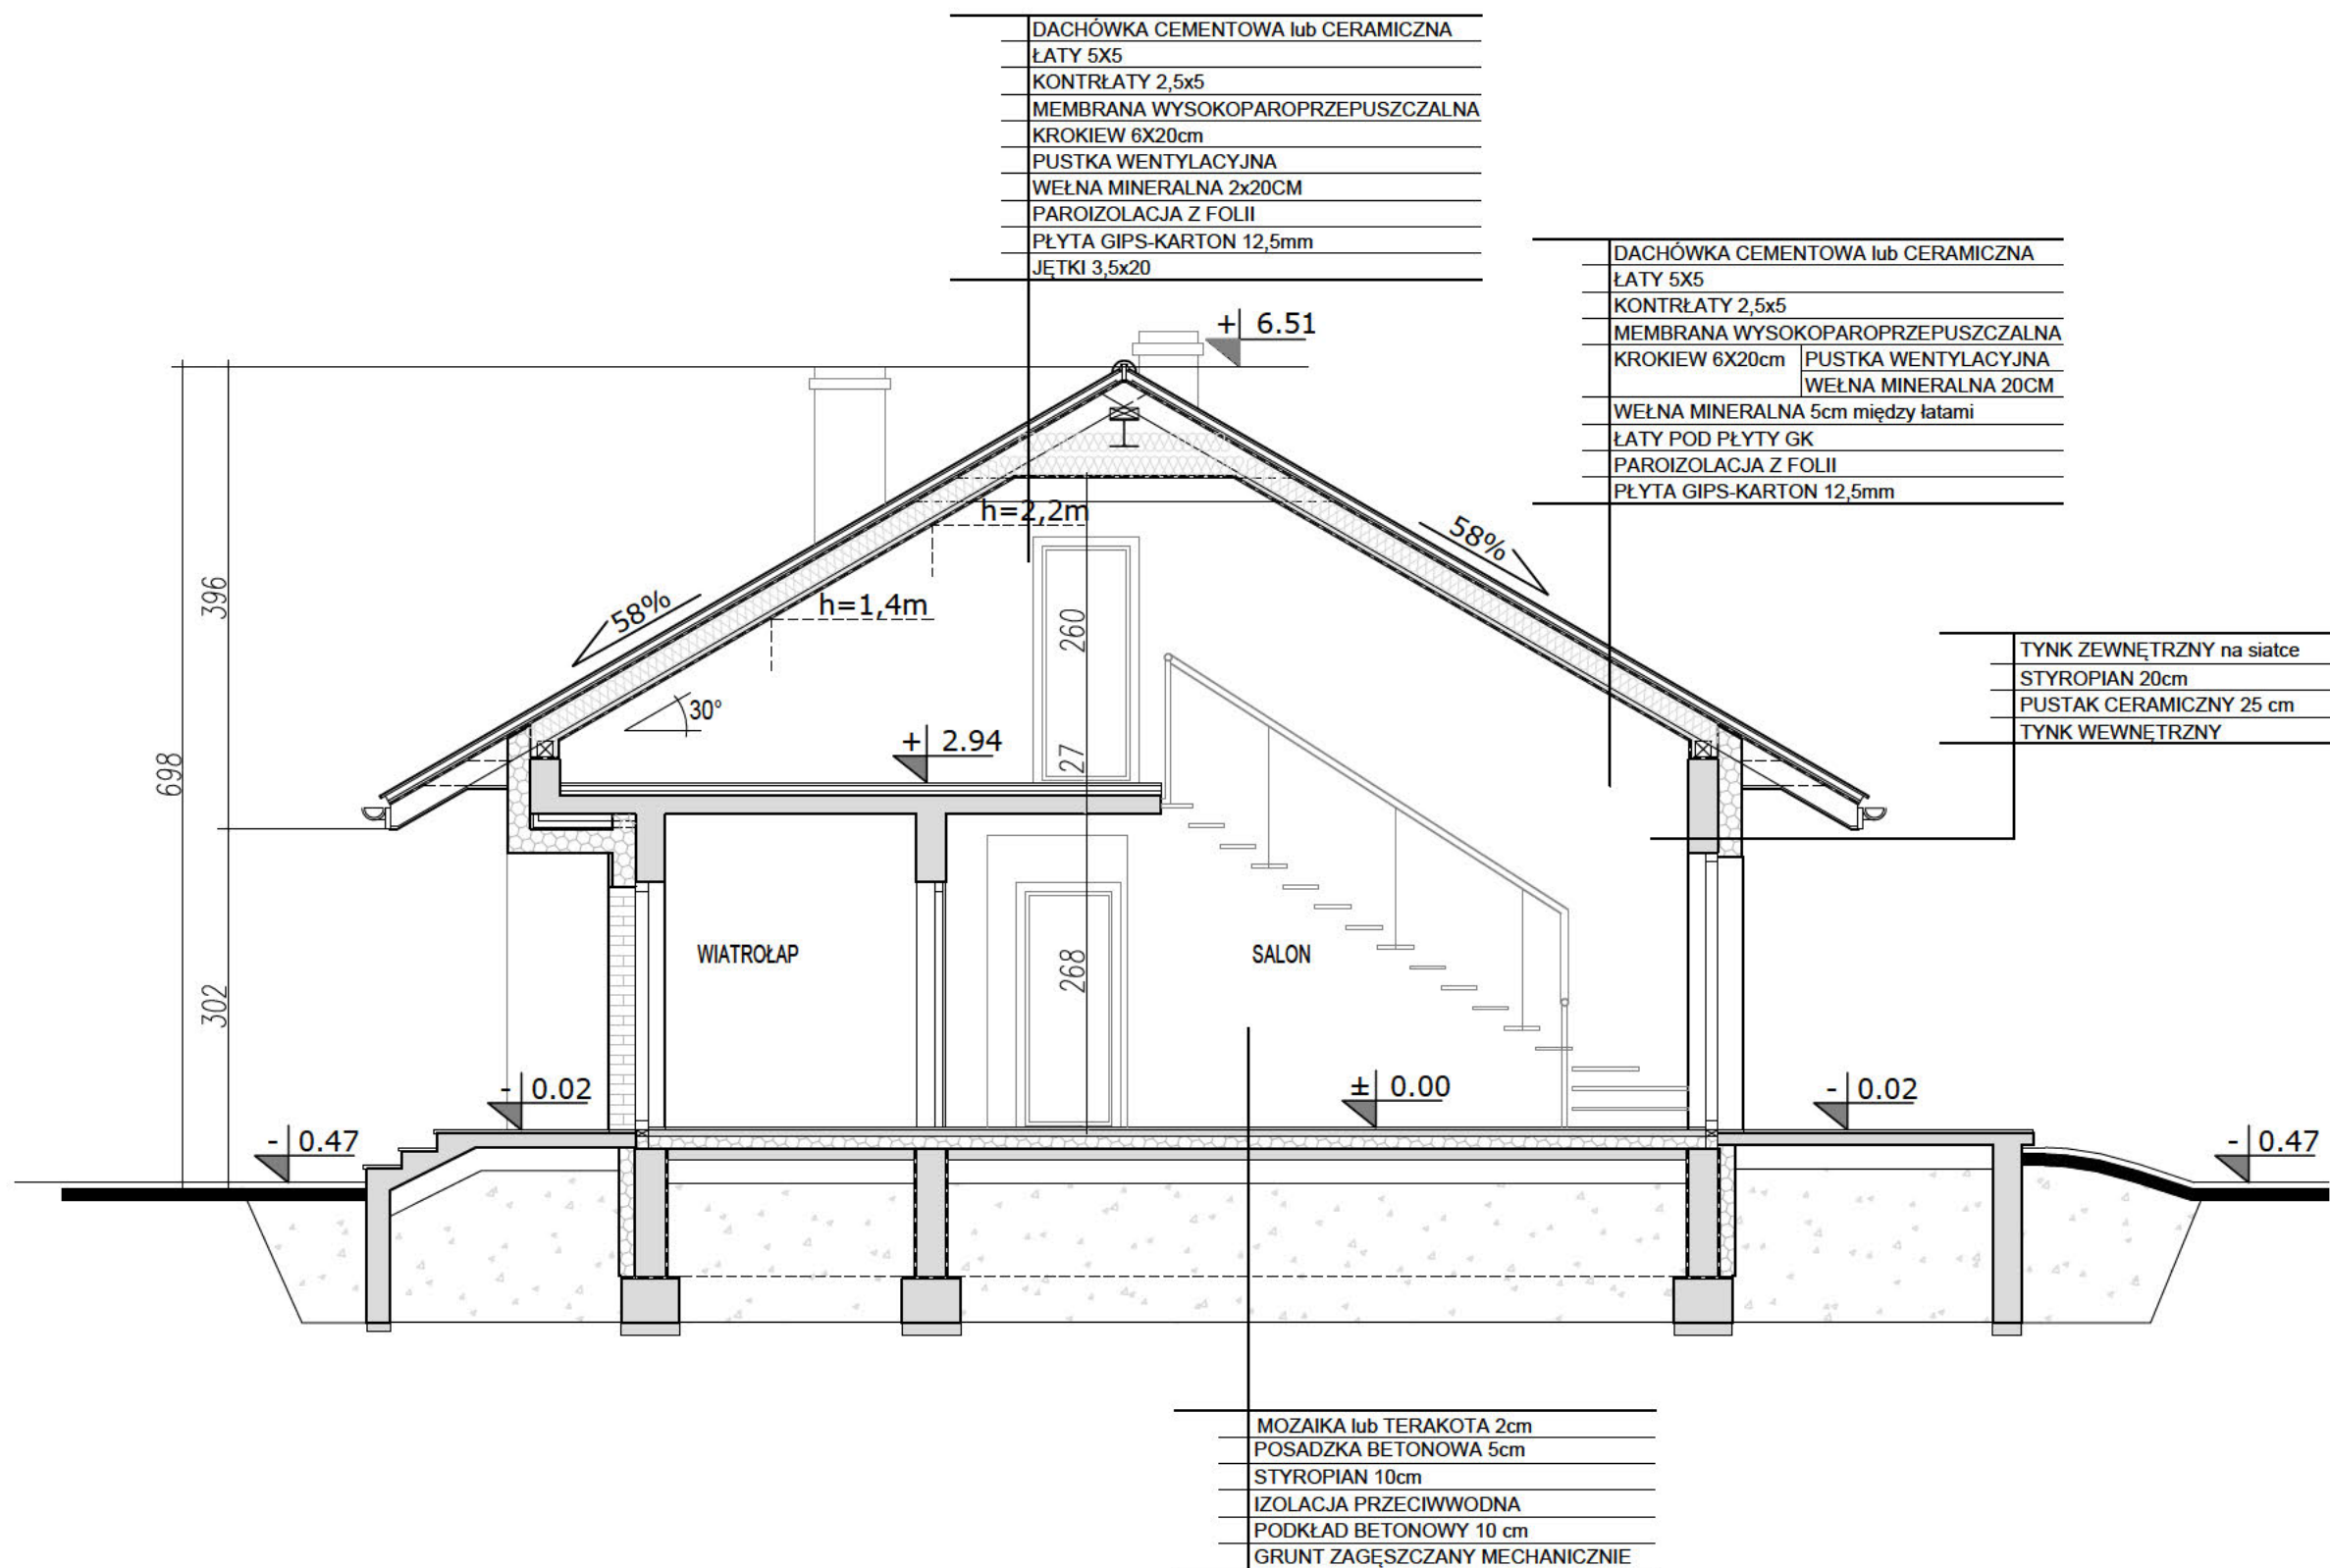 DACHÓWKA CEMENTOWA lub CERAMICZNA
ŁATY 5X5
KONTRŁATY 2,5x5
MEMBRANA WYSOKOPAROPRZEPUSZCZALNA
KROKIEW 6X20cm
PUSTKA WENTYLACYJNA
WEŁNA MINERALNA 2x20CM
PAROIZOLACJA Z FOLII
PŁYTA GIPS-KARTON 12,5mm
JĘTKI 3,5x20
DACHÓWKA CEMENTOWA lub CERAMICZNA
ŁATY 5X5
KONTRŁATY 2,5x5
MEMBRANA WYSOKOPAROPRZEPUSZCZALNA
KROKIEW 6X20cm PUSTKA WENTYLACYJNA
WEŁNA MINERALNA 20CM
WEŁNA MINERALNA 5cm między łatami
ŁATY POD PŁYTY GK
PAROIZOLACJA Z FOLII
PŁYTA GIPS-KARTON 12,5mm
+ 6.51
h=2,2m
58%
h=1,4m
58%
396
260
30°
TYNK ZEWNĘTRZNY na siatce
STYROPIAN 20cm
PUSTAK CERAMICZNY 25 cm
TYNK WEWNĘTRZNY
+ 2.94
27
698
WIATROŁAP
268
SALON
302
- 0.02
± 0.00
- 0.02
- 0.47
- 0.47
MOZAIKA lub TERAKOTA 2cm
POSADZKA BETONOWA 5cm
STYROPIAN 10cm
IZOLACJA PRZECIWWODNA
PODKŁAD BETONOWY 10 cm
GRUNT ZAGĘSZCZANY MECHANICZNIE